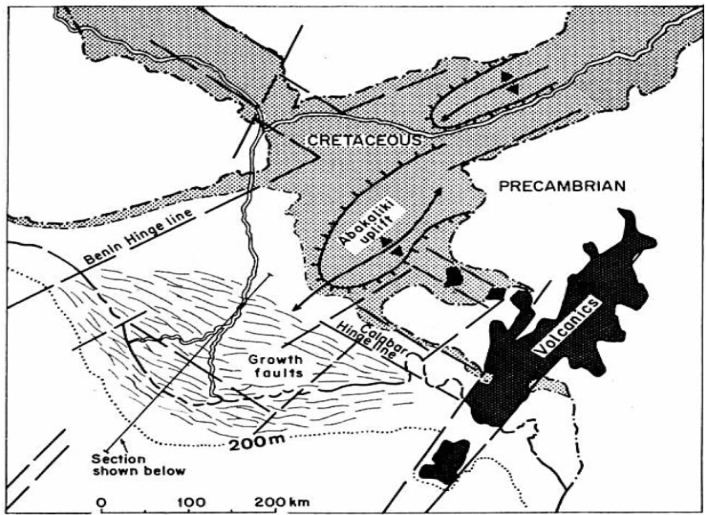 CRETACEOUS
PRECAMBRIAN
Abakaliki
uplift
Benin Hinge line
Volcanics
Calabar
Hinge line
Growth
faults
200m
Section
shown below
0 100 200 km